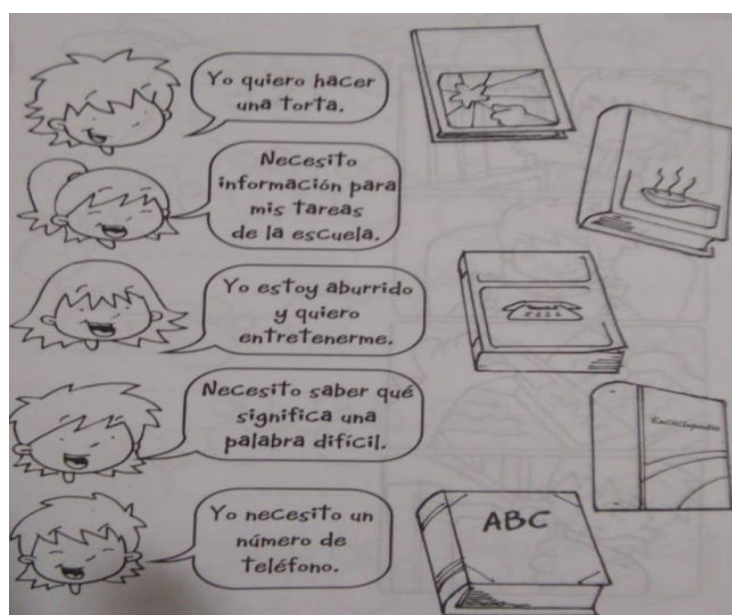 Yo quiero hacer
una torta.
Necesito
información para
mis tareas
de la escuela.
Yo estoy aburrido
y quiero
entretenerme.
Necesito saber qué
significa una
palabra difícil.
Yo necesito un
número de
teléfono.
Enciclopedia
ABC